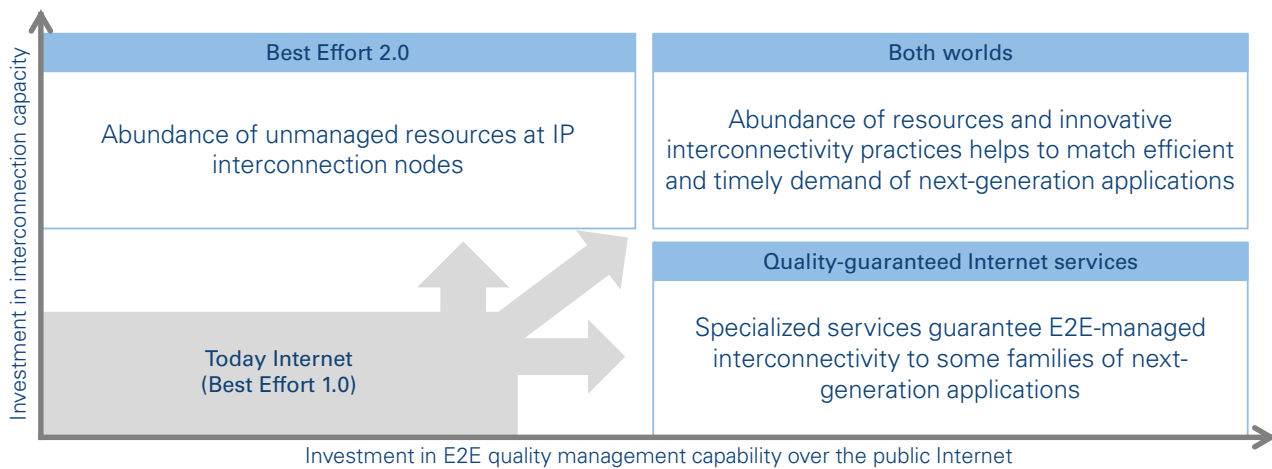 Investment in interconnection capacity
Best Effort 2.0
Abundance of unmanaged resources at IP
interconnection nodes
Both worlds
Abundance of resources and innovative
interconnectivity practices helps to match efficient
and timely demand of next-generation applications
Today Internet
(Best Effort 1.0)
Quality-guaranteed Internet services
Specialized services guarantee E2E-managed
interconnectivity to some families of next-
generation applications
Investment in E2E quality management capability over the public Internet